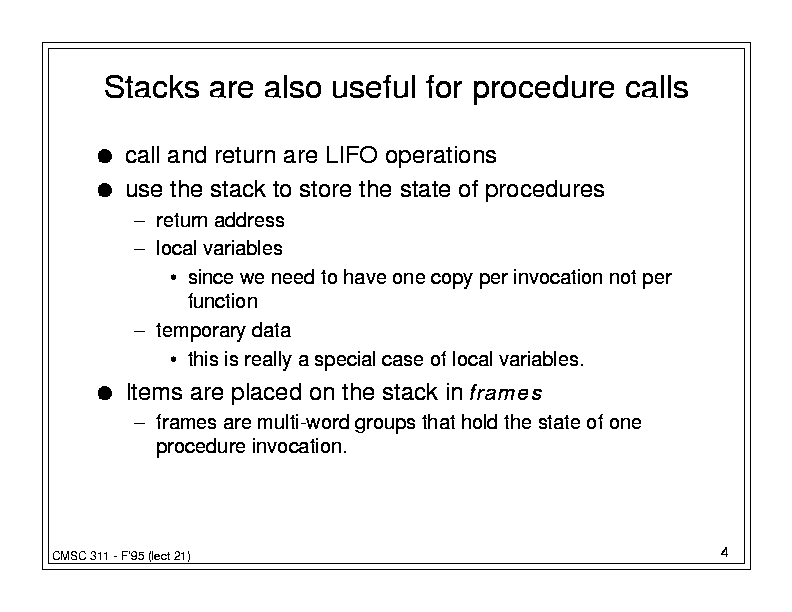 Stacks are also useful for procedure calls
● call and return are LIFO operations
● use the stack to store the state of procedures
– return address
– local variables
• since we need to have one copy per invocation not per
function
– temporary data
• this is really a special case of local variables.
● Items are placed on the stack in frames
– frames are multi-word groups that hold the state of one
procedure invocation.
CMSC 311 - F'95 (lect 21)
4